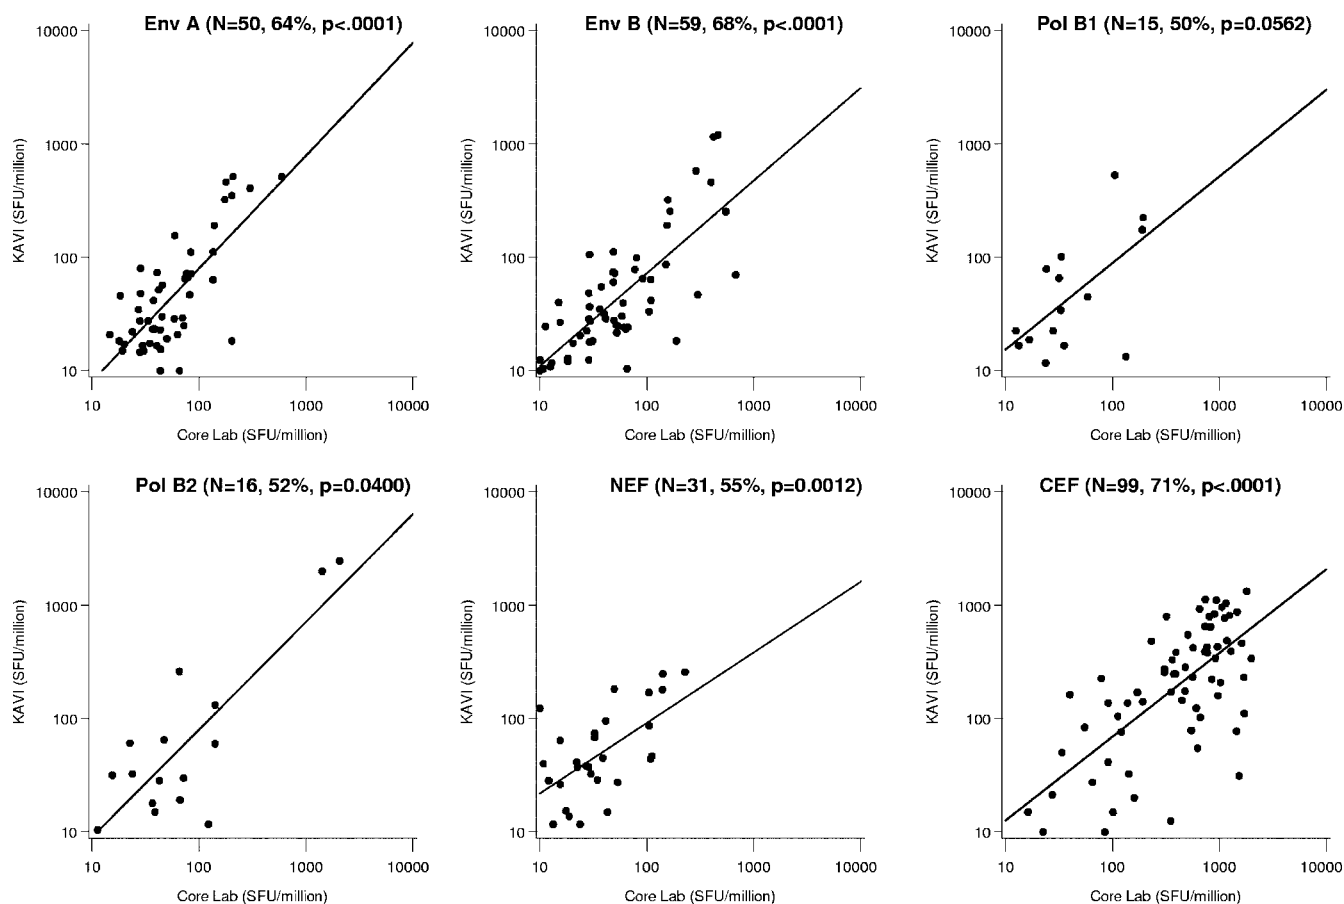 Env A (N=50, 64%, p<.0001)
10000
1000
100
10
KAVI (SFU/million)
10 100 1000 10000
Core Lab (SFU/million)
Env B (N=59, 68%, p<.0001)
10000
1000
100
10
KAVI (SFU/million)
10 100 1000 10000
Core Lab (SFU/million)
Pol B1 (N=15, 50%, p=0.0562)
10000
1000
100
10
KAVI (SFU/million)
10 100 1000 10000
Core Lab (SFU/million)
Pol B2 (N=16, 52%, p=0.0400)
10000
1000
100
10
KAVI (SFU/million)
10 100 1000 10000
Core Lab (SFU/million)
NEF (N=31, 55%, p=0.0012)
10000
1000
100
10
KAVI (SFU/million)
10 100 1000 10000
Core Lab (SFU/million)
CEF (N=99, 71%, p<.0001)
10000
1000
100
10
KAVI (SFU/million)
10 100 1000 10000
Core Lab (SFU/million)